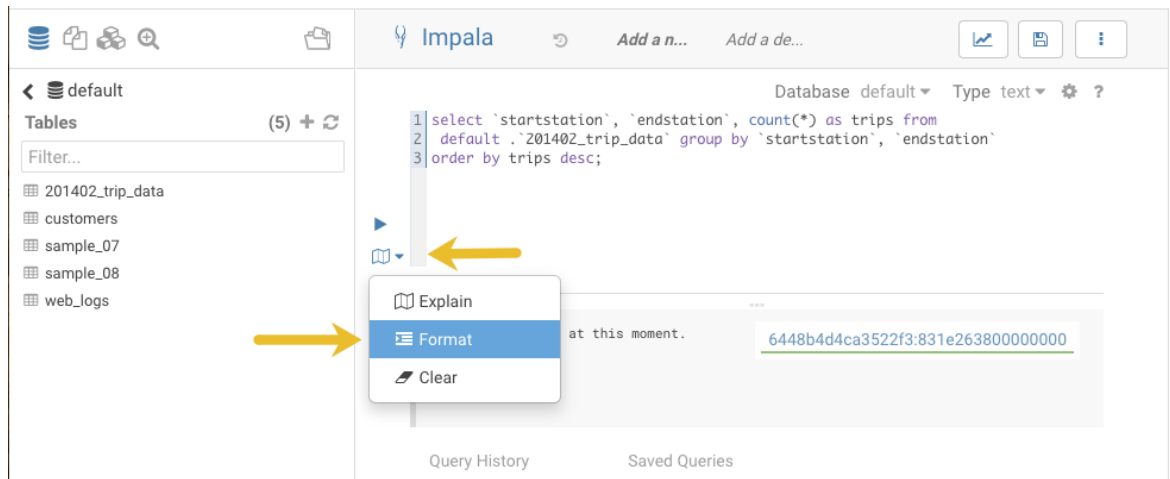 Impala Add a n... Add a de...
default
Tables (5)
Filter...
201402_trip_data
customers
sample_07
sample_08
web_logs
Database default Type text ?
1 select `startstation`, `endstation`, count(*) as trips from
2 default .`201402_trip_data` group by `startstation`, `endstation`
3 order by trips desc;
Explain
Format
Clear
at this moment.
6448b4d4ca3522f3:831e263800000000
Query History Saved Queries